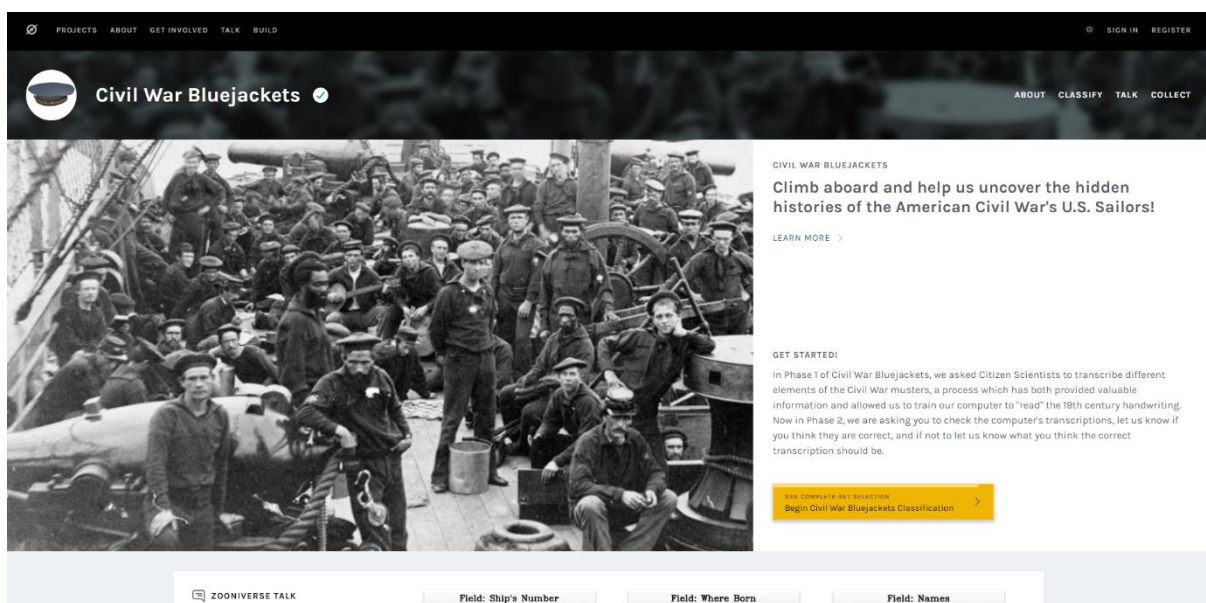 PROJECTS ABOUT GET INVOLVED TALK BUILD
SIGN IN REGISTER
Civil War Bluejackets
ABOUT CLASSIFY TALK COLLECT
CIVIL WAR BLUEJACKETS
Climb aboard and help us uncover the hidden
histories of the American Civil War's U.S. Sailors!
LEARN MORE >
GET STARTED!
In Phase 1 of Civil War Bluejackets, we asked Citizen Scientists to transcribe different
elements of the Civil War musters, a process which has both provided valuable
information and allowed us to train our computer to "read" the 19th century handwriting.
Now in Phase 2, we are asking you to check the computer's transcriptions, let us know if
you think they are correct, and if not to let us know what you think the correct
transcription should be.
COMPLETE-SET SELECTION
Begin Civil War Bluejackets Classification
ZOONIVERSE TALK
Field: Ship's Number
Field: Where Born
Field: Names